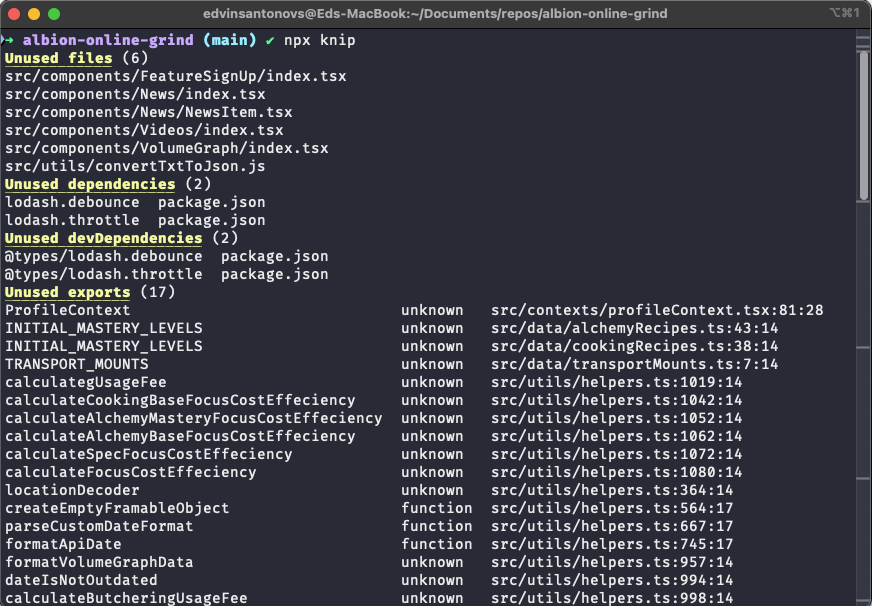 edvinsantonovs@Eds-MacBook:~/Documents/repos/albion-online-grind ⌥⌘1
→ albion-online-grind (main) ✔ npx knip
Unused files (6)
src/components/FeatureSignUp/index.tsx
src/components/News/index.tsx
src/components/News/NewsItem.tsx
src/components/Videos/index.tsx
src/components/VolumeGraph/index.tsx
src/utils/convertTxtToJson.js
Unused dependencies (2)
lodash.debounce package.json
lodash.throttle package.json
Unused devDependencies (2)
@types/lodash.debounce package.json
@types/lodash.throttle package.json
Unused exports (17)
ProfileContext unknown src/contexts/profileContext.tsx:81:28
INITIAL_MASTERY_LEVELS unknown src/data/alchemyRecipes.ts:43:14
INITIAL_MASTERY_LEVELS unknown src/data/cookingRecipes.ts:38:14
TRANSPORT_MOUNTS unknown src/data/transportMounts.ts:7:14
calculategUsageFee unknown src/utils/helpers.ts:1019:14
calculateCookingBaseFocusCostEffeciency unknown src/utils/helpers.ts:1042:14
calculateAlchemyMasteryFocusCostEffeciency unknown src/utils/helpers.ts:1052:14
calculateAlchemyBaseFocusCostEffeciency unknown src/utils/helpers.ts:1062:14
calculateSpecFocusCostEffeciency unknown src/utils/helpers.ts:1072:14
calculateFocusCostEffeciency unknown src/utils/helpers.ts:1080:14
locationDecoder unknown src/utils/helpers.ts:364:14
createEmptyFramableObject function src/utils/helpers.ts:564:17
parseCustomDateFormat function src/utils/helpers.ts:667:17
formatApiDate function src/utils/helpers.ts:745:17
formatVolumeGraphData unknown src/utils/helpers.ts:957:14
dateIsNotOutdated unknown src/utils/helpers.ts:994:14
calculateButcheringUsageFee unknown src/utils/helpers.ts:998:14